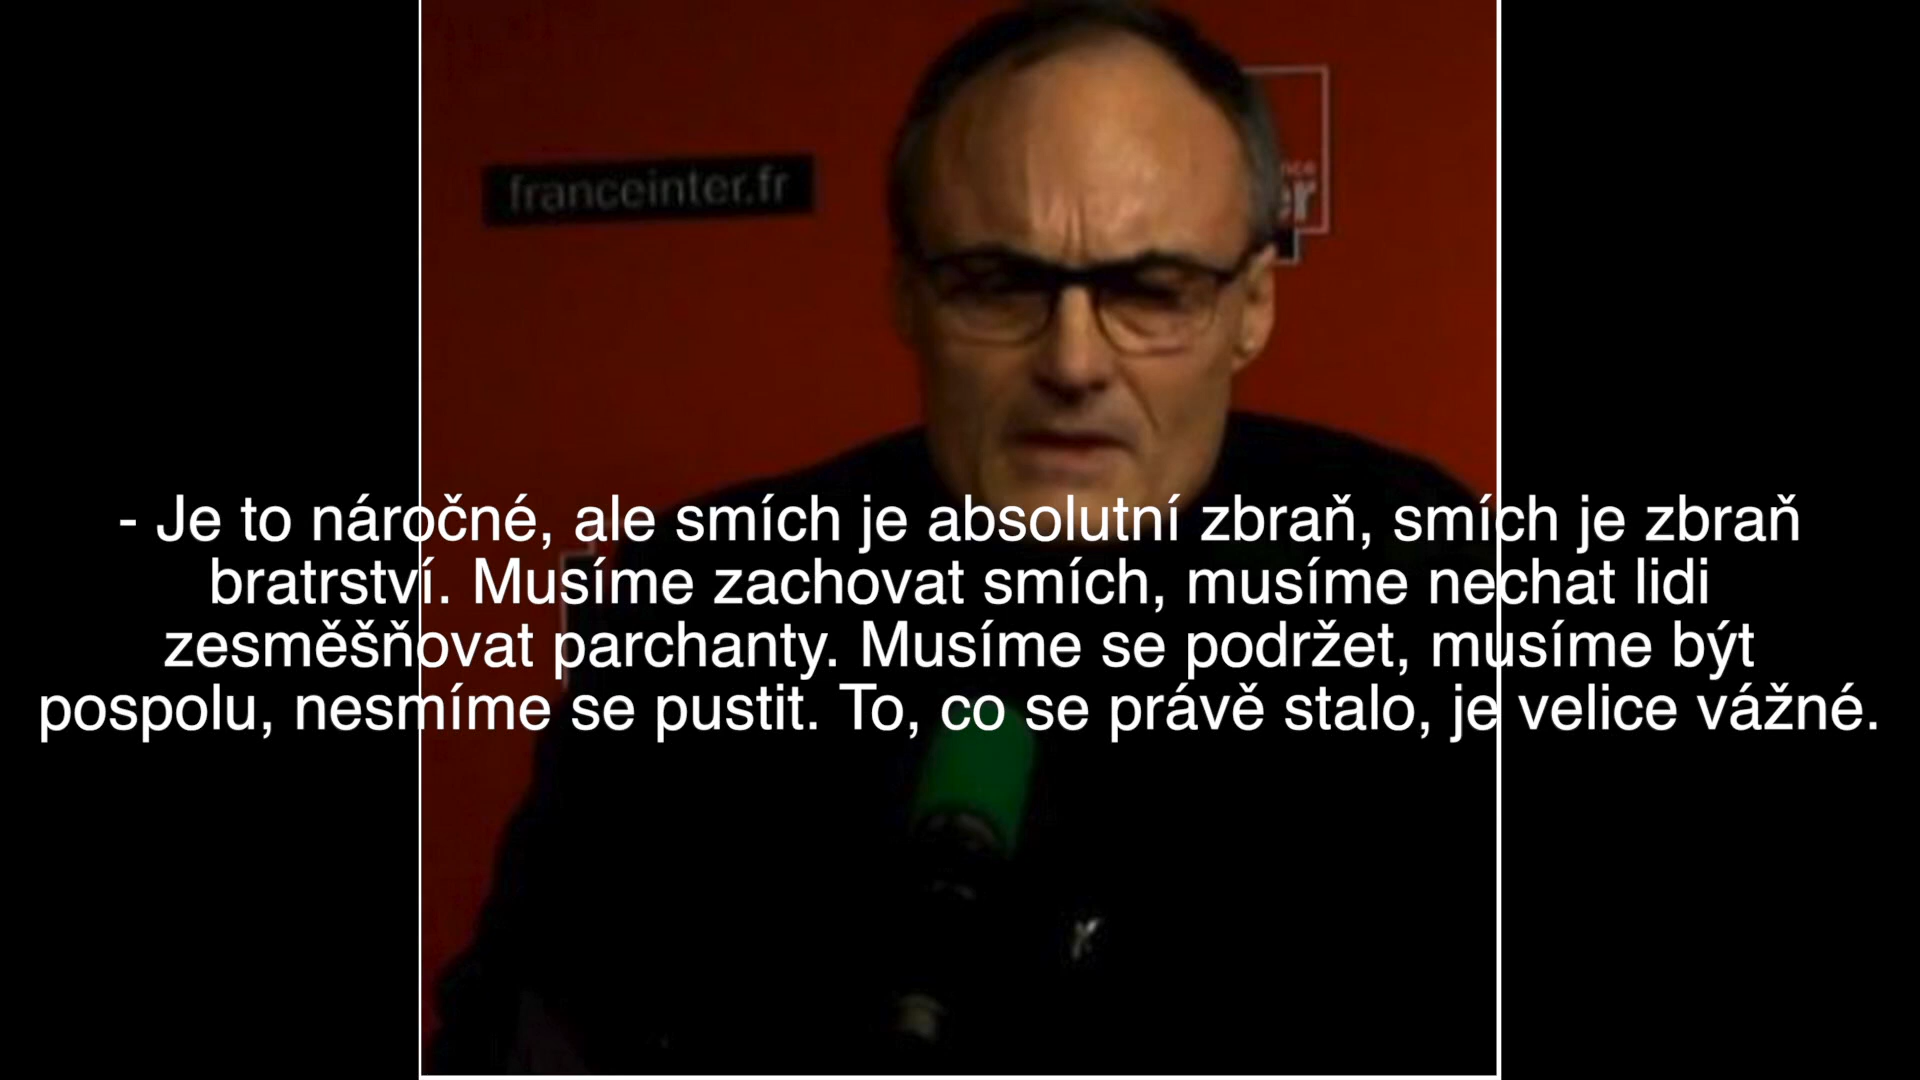 franceinter.fr
nce
er
- Je to náročné, ale smích je absolutní zbraň, smích je zbraň
bratrství. Musíme zachovat smích, musíme nechat lidi
zesměšňovat parchanty. Musíme se podržet, musíme být
pospolu, nesmíme se pustit. To, co se právě stalo, je velice vážné.